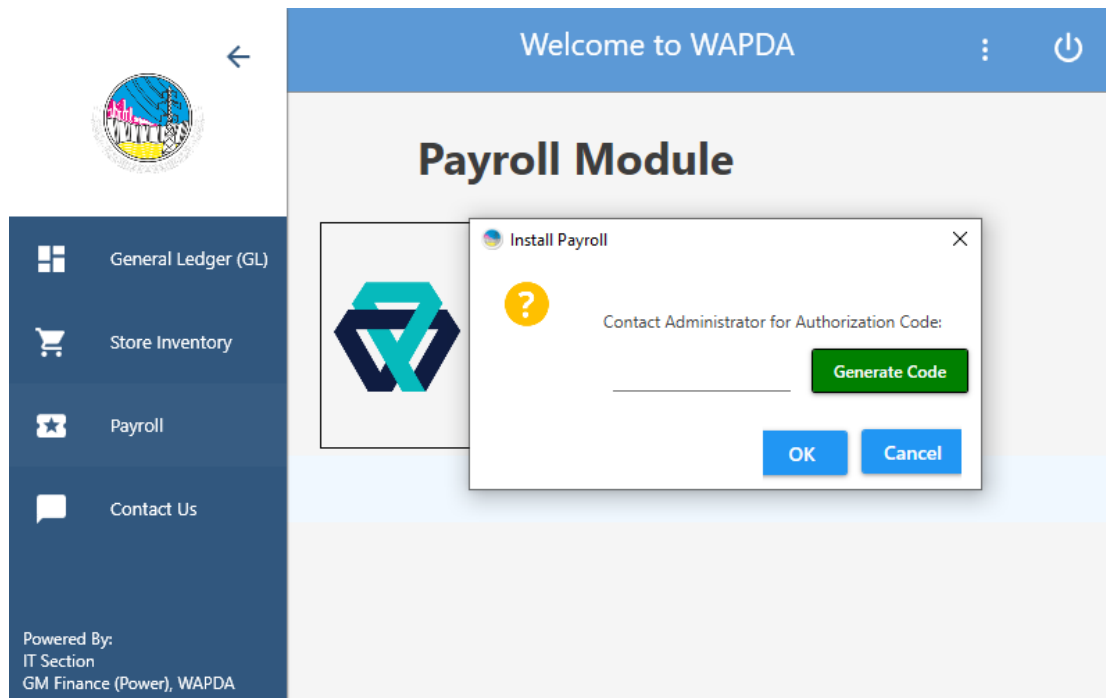 Welcome to WAPDA
Payroll Module
General Ledger (GL)
Store Inventory
Payroll
Contact Us
Powered By:
IT Section
GM Finance (Power), WAPDA
Install Payroll
?
Contact Administrator for Authorization Code:
Generate Code
OK
Cancel